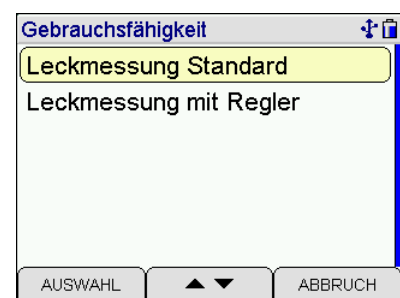 Gebrauchsfähigkeit
Leckmessung Standard
Leckmessung mit Regler
AUSWAHL
ABBRUCH